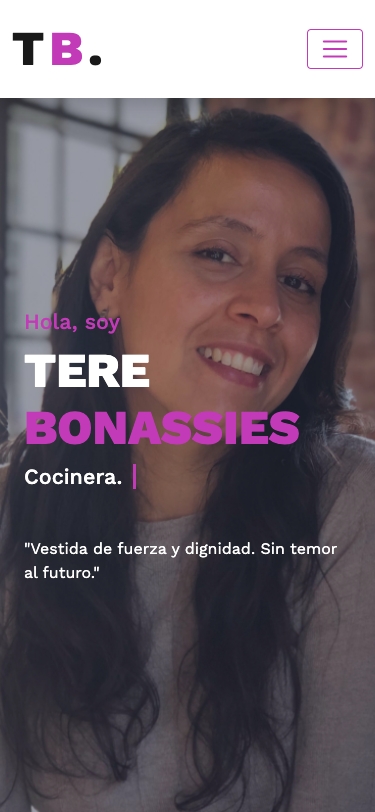 TB.
Hola, soy
TERE
BONASSIES
Cocinera.
"Vestida de fuerza y dignidad. Sin temor
al futuro."